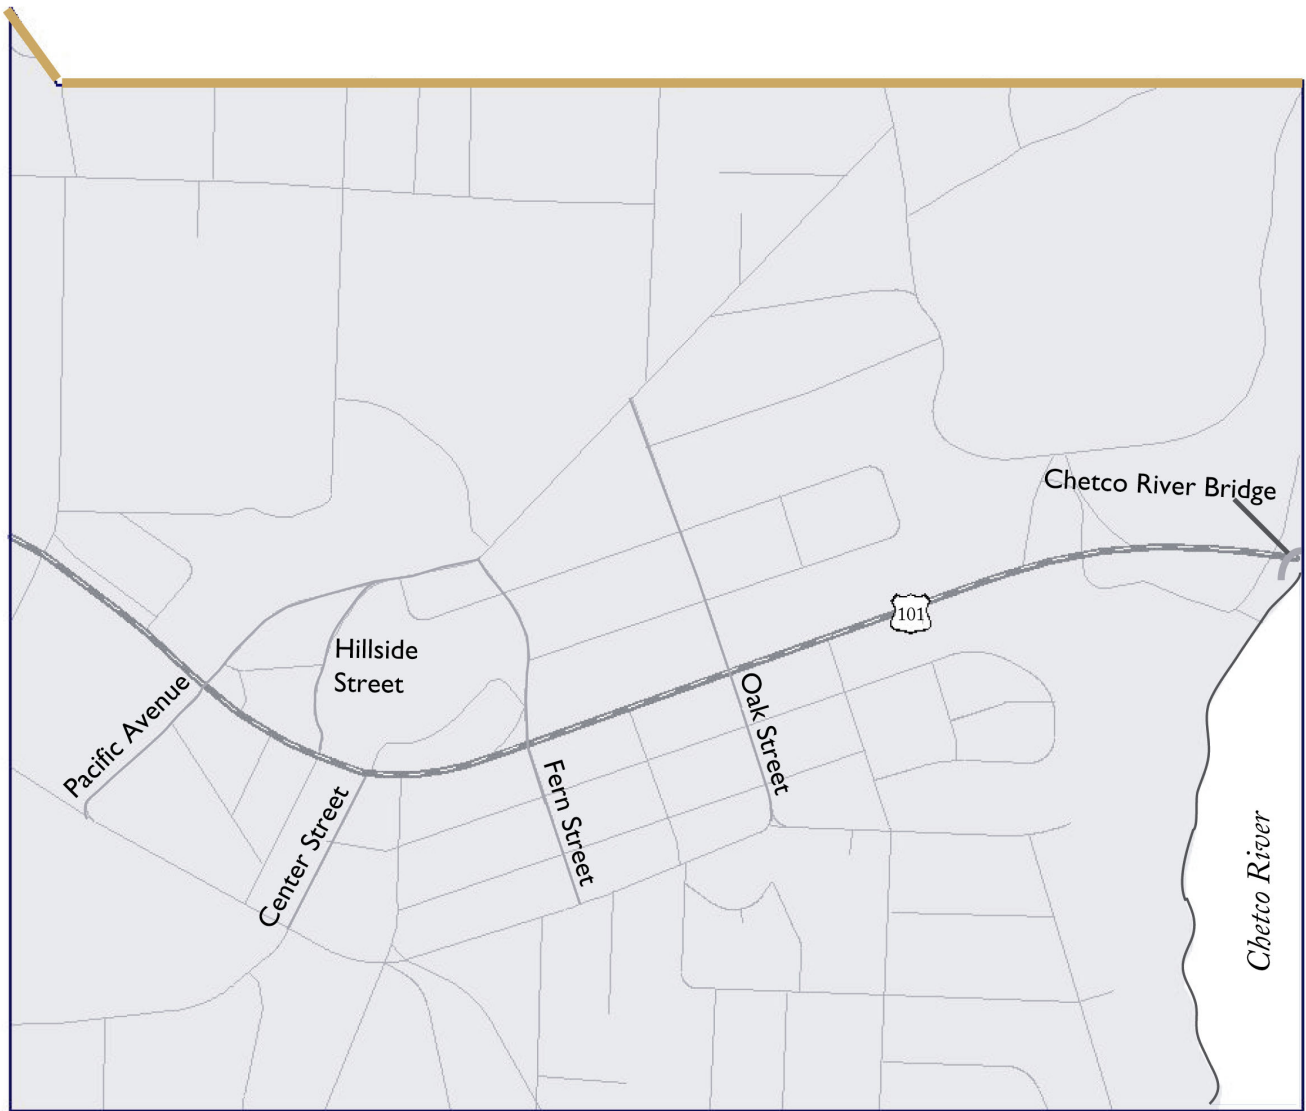 Chetco River Bridge
101
Hillside
Street
Pacific Avenue
Oak Street
Fern Street
Center Street
Chetco River